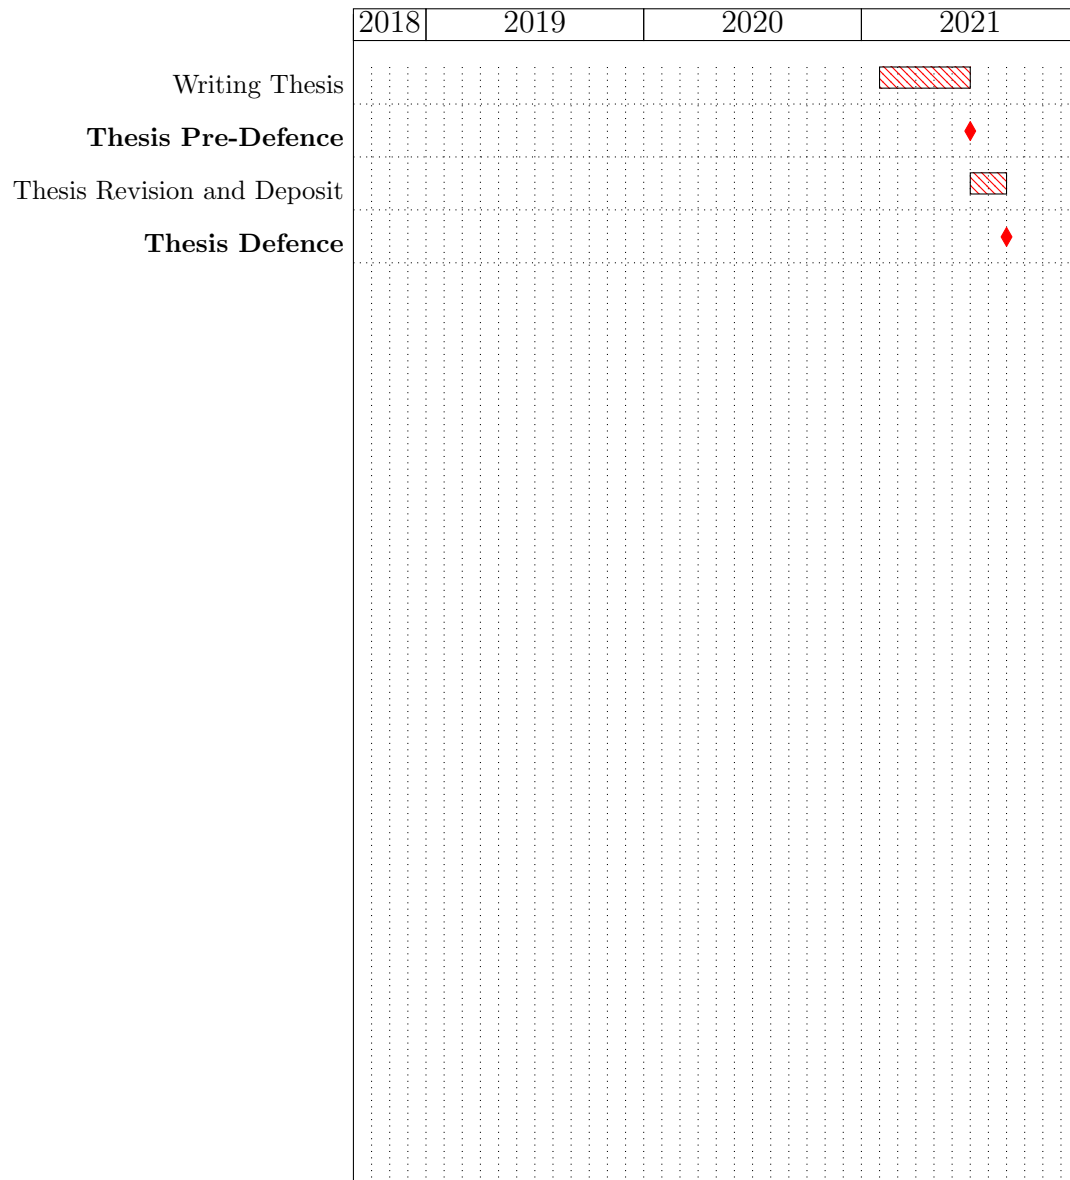 2018 2019 2020 2021
Writing Thesis
Thesis Pre-Defence
Thesis Revision and Deposit
Thesis Defence